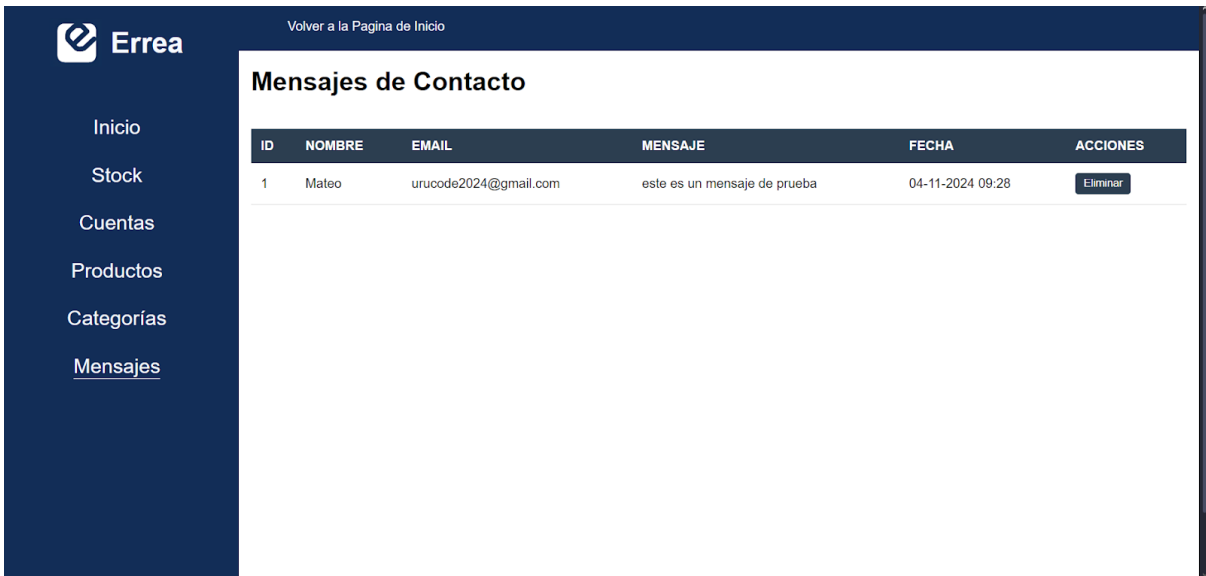 Errea
Volver a la Pagina de Inicio
Inicio
Stock
Cuentas
Productos
Categorías
Mensajes
Mensajes de Contacto
ID NOMBRE EMAIL MENSAJE FECHA ACCIONES
1 Mateo urucode2024@gmail.com este es un mensaje de prueba 04-11-2024 09:28 Eliminar